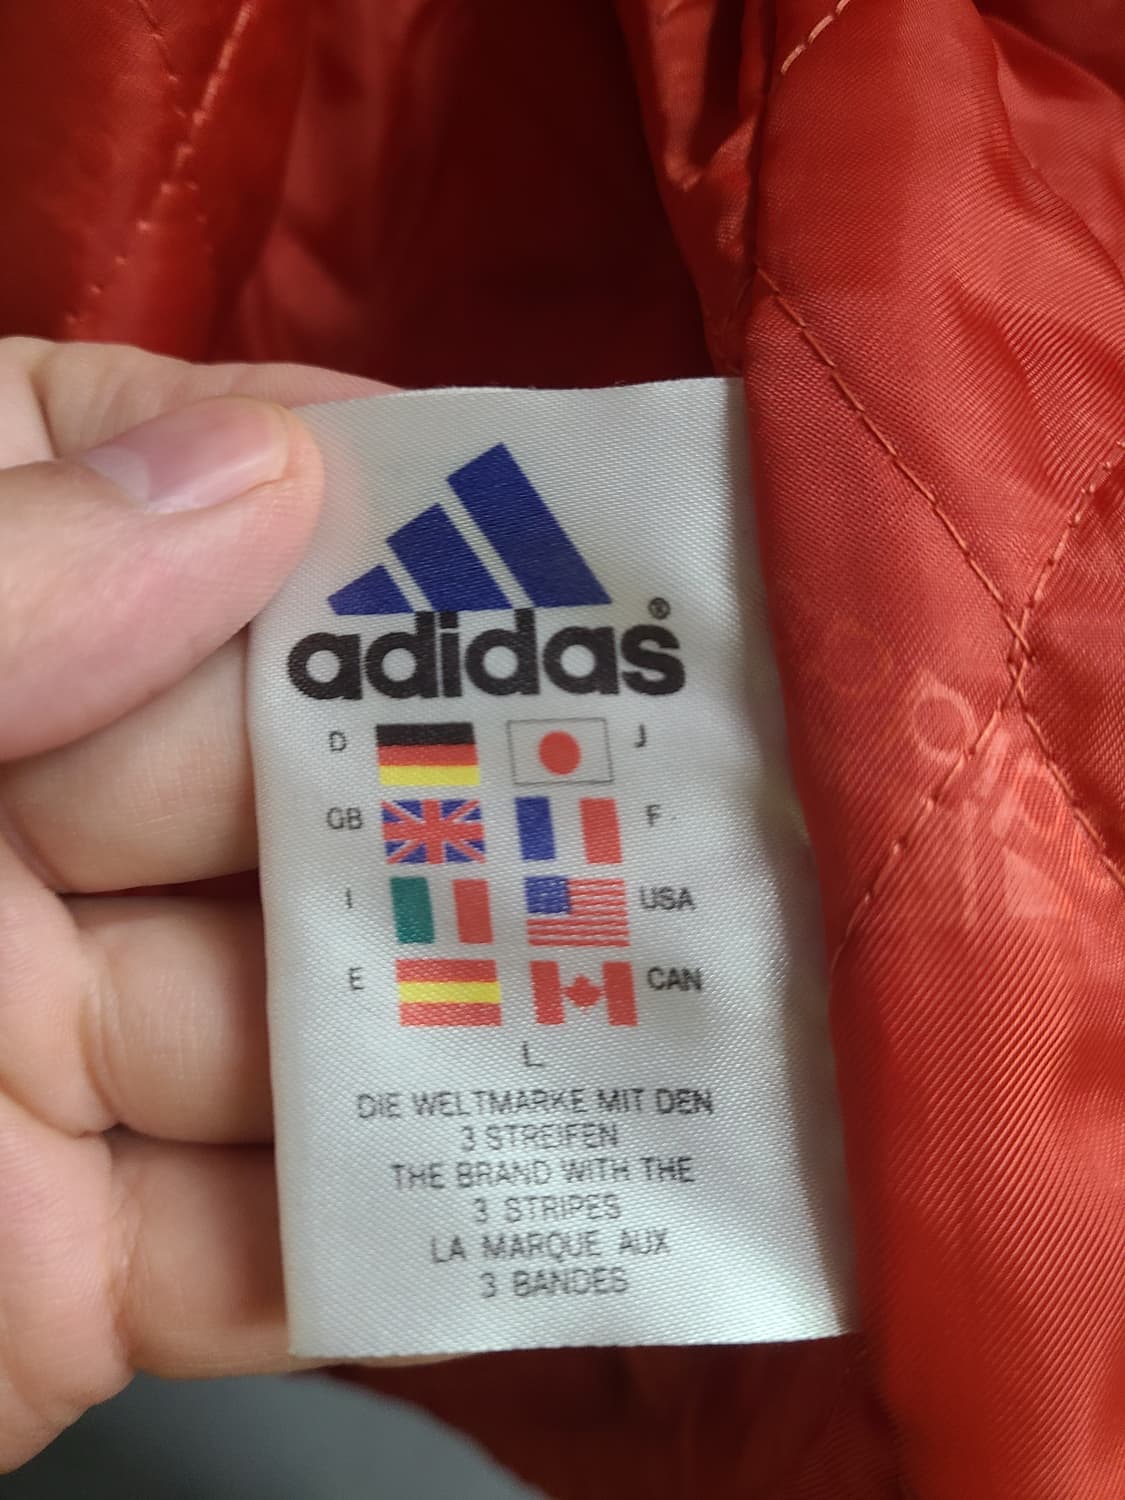 adidas®
D J
GB F
I USA
E CAN
L
DIE WELTMARKE MIT DEN
3 STREIFEN
THE BRAND WITH THE
3 STRIPES
LA MARQUE AUX
3 BANDES